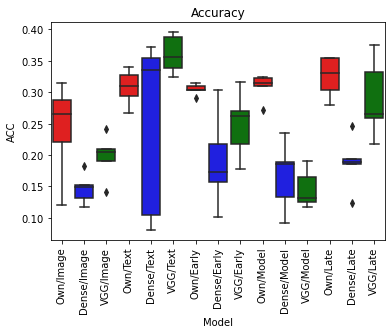 Accuracy
ACC
0.40
0.35
0.30
0.25
0.20
0.15
0.10
Own/Image
Dense/Image
VGG/Image
Own/Text
Dense/Text
VGG/Text
Own/Early
Dense/Early
VGG/Early
Own/Model
Dense/Model
VGG/Model
Own/Late
Dense/Late
VGG/Late
Model